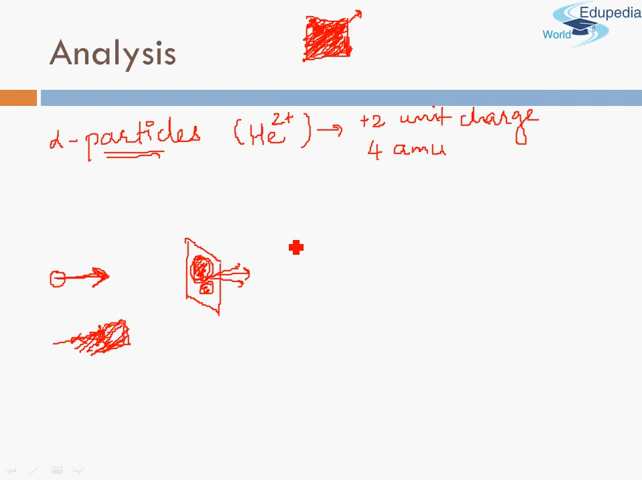 Edupedia
World
Analysis
α-particles (He²⁺) → +2 unit charge
4 amu